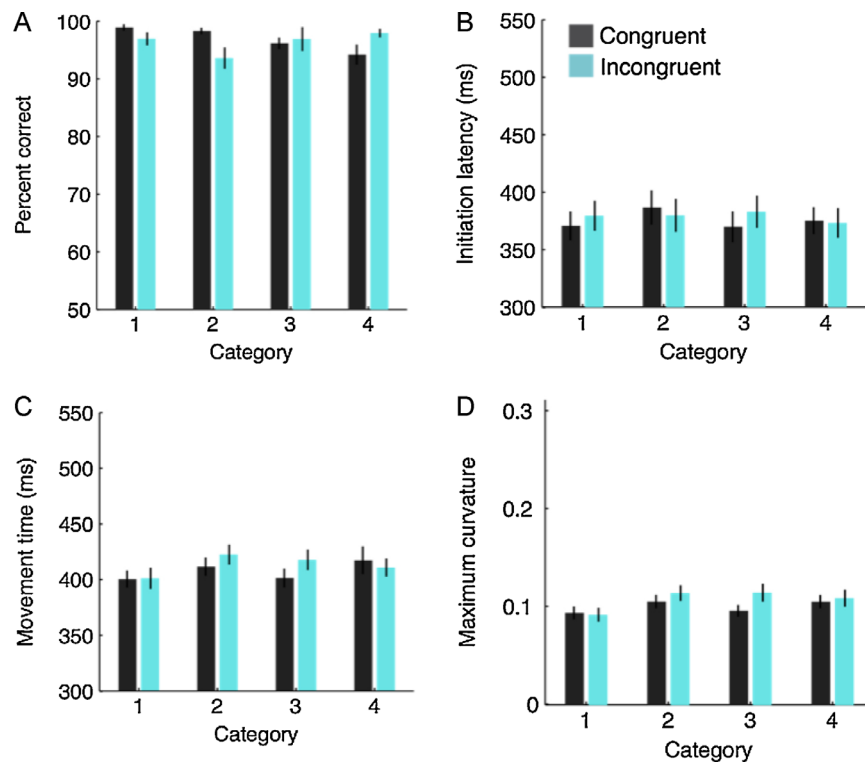 A
Percent correct
100
90
80
70
60
50
1 2 3 4
Category
B
Initiation latency (ms)
550
500
450
400
350
300
Congruent
Incongruent
1 2 3 4
Category
C
Movement time (ms)
550
500
450
400
350
300
1 2 3 4
Category
D
Maximum curvature
0.3
0.2
0.1
0
1 2 3 4
Category